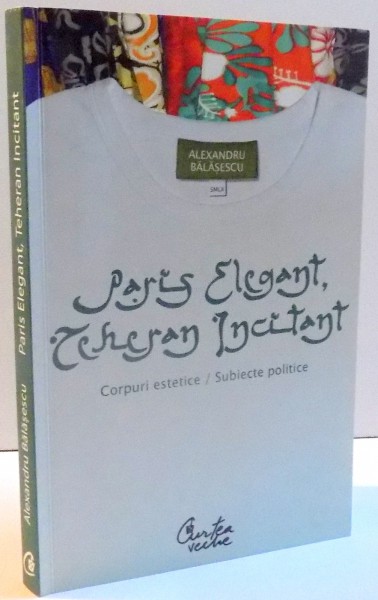 Alexandru Bălășescu Paris Elegant, Teheran Incitant
ALEXANDRU
BĂLĂȘESCU
Paris Elegant,
Teheran Incitant
Corpuri estetice / Subiecte politice
Curtea
veche